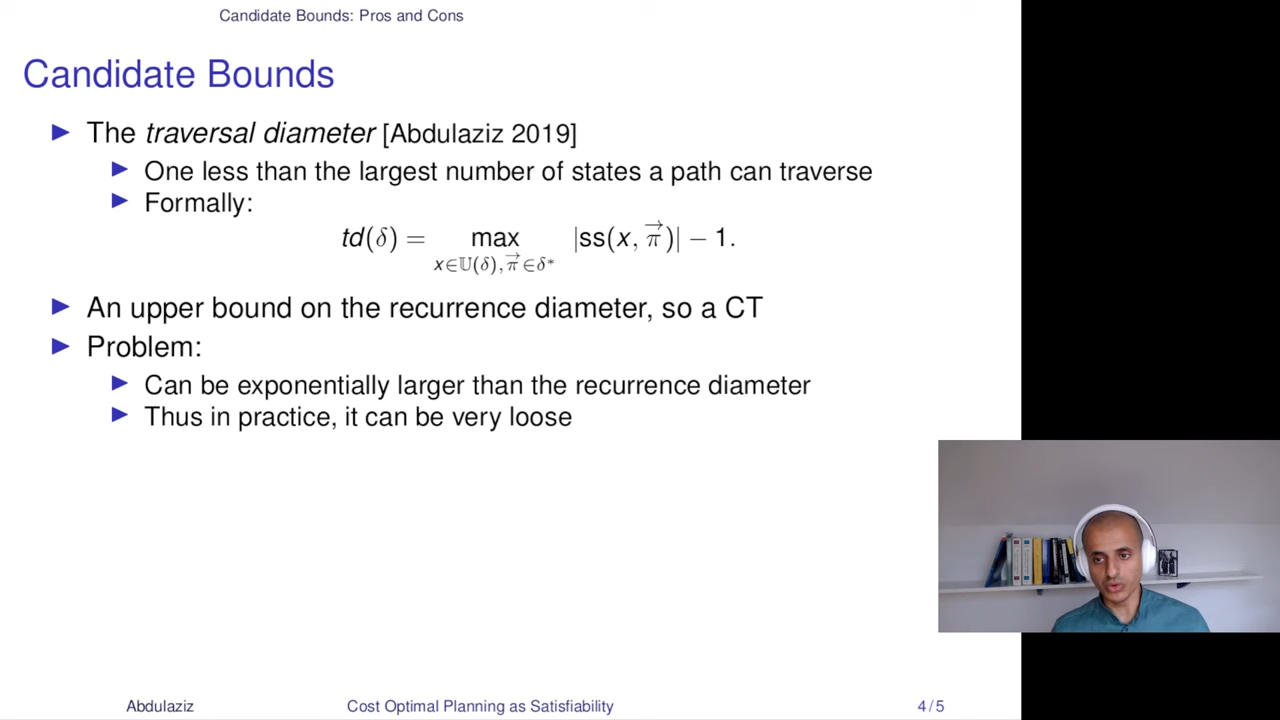 Candidate Bounds: Pros and Cons
Candidate Bounds
▶ The traversal diameter [Abdulaziz 2019]
▶ One less than the largest number of states a path can traverse
▶ Formally:
td(δ) = max |ss(x, π⃗)| − 1.
x∈𝕌(δ),π⃗∈δ*
▶ An upper bound on the recurrence diameter, so a CT
▶ Problem:
▶ Can be exponentially larger than the recurrence diameter
▶ Thus in practice, it can be very loose
Abdulaziz Cost Optimal Planning as Satisfiability 4 / 5